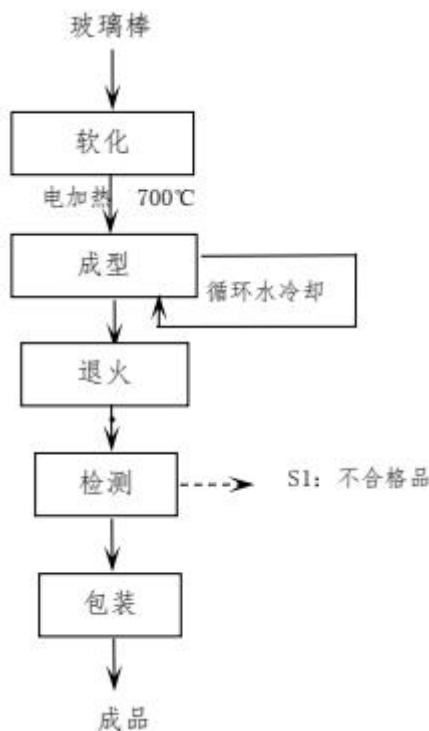 玻璃棒
软化
电加热 700℃
成型
循环水冷却
退火
检测
S1：不合格品
包装
成品